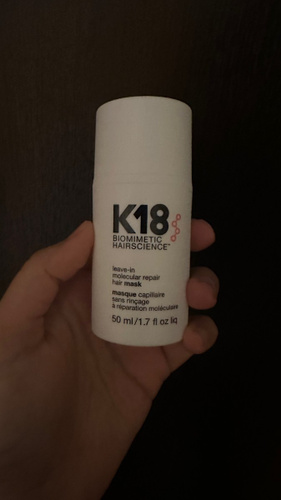 K18
BIOMIMETIC
HAIRSCIENCE™
leave-in
molecular repair
hair mask
masque capillaire
sans rinçage
à réparation moléculaire
50 ml/1.7 fl oz liq